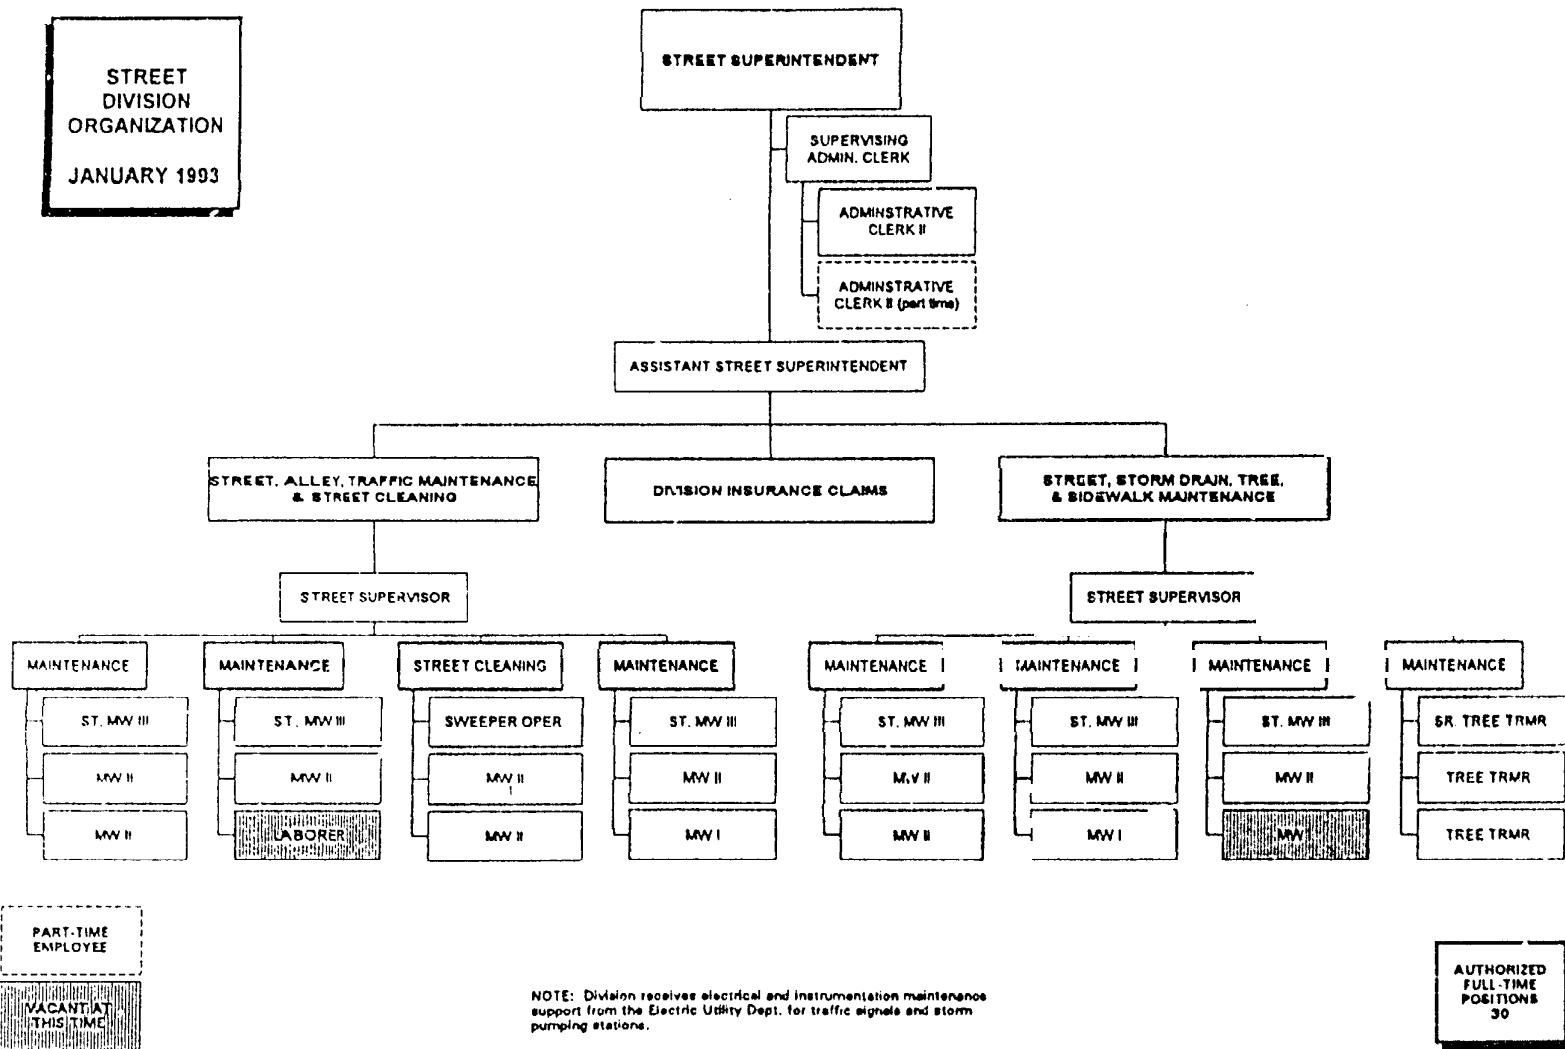 STREET
DIVISION
ORGANIZATION
JANUARY 1993
STREET SUPERINTENDENT
SUPERVISING
ADMIN. CLERK
ADMINSTRATIVE
CLERK II
ADMINSTRATIVE
CLERK II (part time)
ASSISTANT STREET SUPERINTENDENT
STREET, ALLEY, TRAFFIC MAINTENANCE
& STREET CLEANING
DIVISION INSURANCE CLAIMS
STREET, STORM DRAIN, TREE,
& SIDEWALK MAINTENANCE
STREET SUPERVISOR
STREET SUPERVISOR
MAINTENANCE
ST. MW III
MW II
MW II
MAINTENANCE
ST. MW III
MW II
LABORER
STREET CLEANING
SWEEPER OPER
MW II
MW II
MAINTENANCE
ST. MW III
MW II
MW I
MAINTENANCE
ST. MW III
MW II
MW II
MAINTENANCE
ST. MW III
MW II
MW I
MAINTENANCE
ST. MW III
MW II
MW
MAINTENANCE
SR. TREE TRMR
TREE TRMR
TREE TRMR
PART-TIME
EMPLOYEE
VACANT AT
THIS TIME
NOTE: Division receives electrical and instrumentation maintenance
support from the Electric Utility Dept. for traffic signals and storm
pumping stations.
AUTHORIZED
FULL-TIME
POSITIONS
30